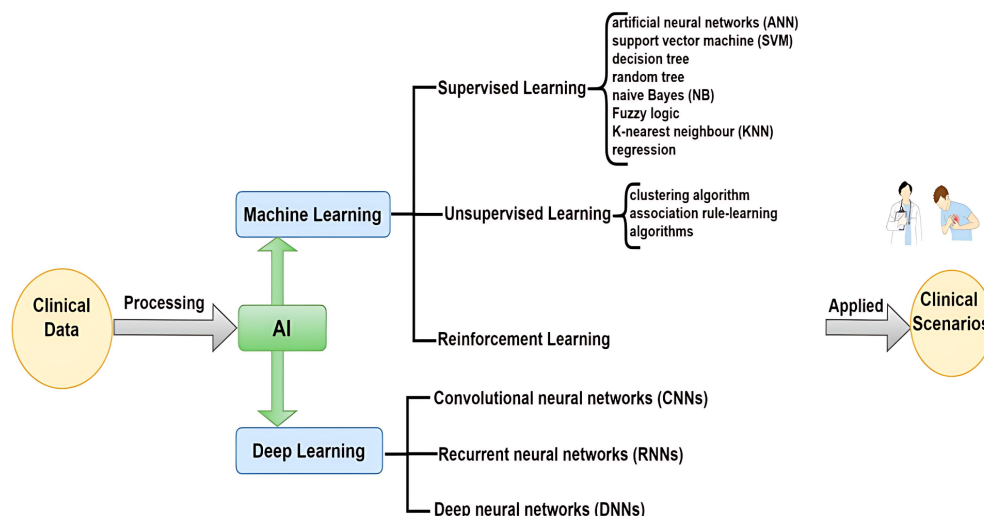 artificial neural networks (ANN)
support vector machine (SVM)
decision tree
random tree
naive Bayes (NB)
Fuzzy logic
K-nearest neighbour (KNN)
regression
Supervised Learning
Machine Learning
Unsupervised Learning
clustering algorithm
association rule-learning
algorithms
Clinical
Data
Processing
AI
Reinforcement Learning
Applied
Clinical
Scenarios
Deep Learning
Convolutional neural networks (CNNs)
Recurrent neural networks (RNNs)
Deep neural networks (DNNs)